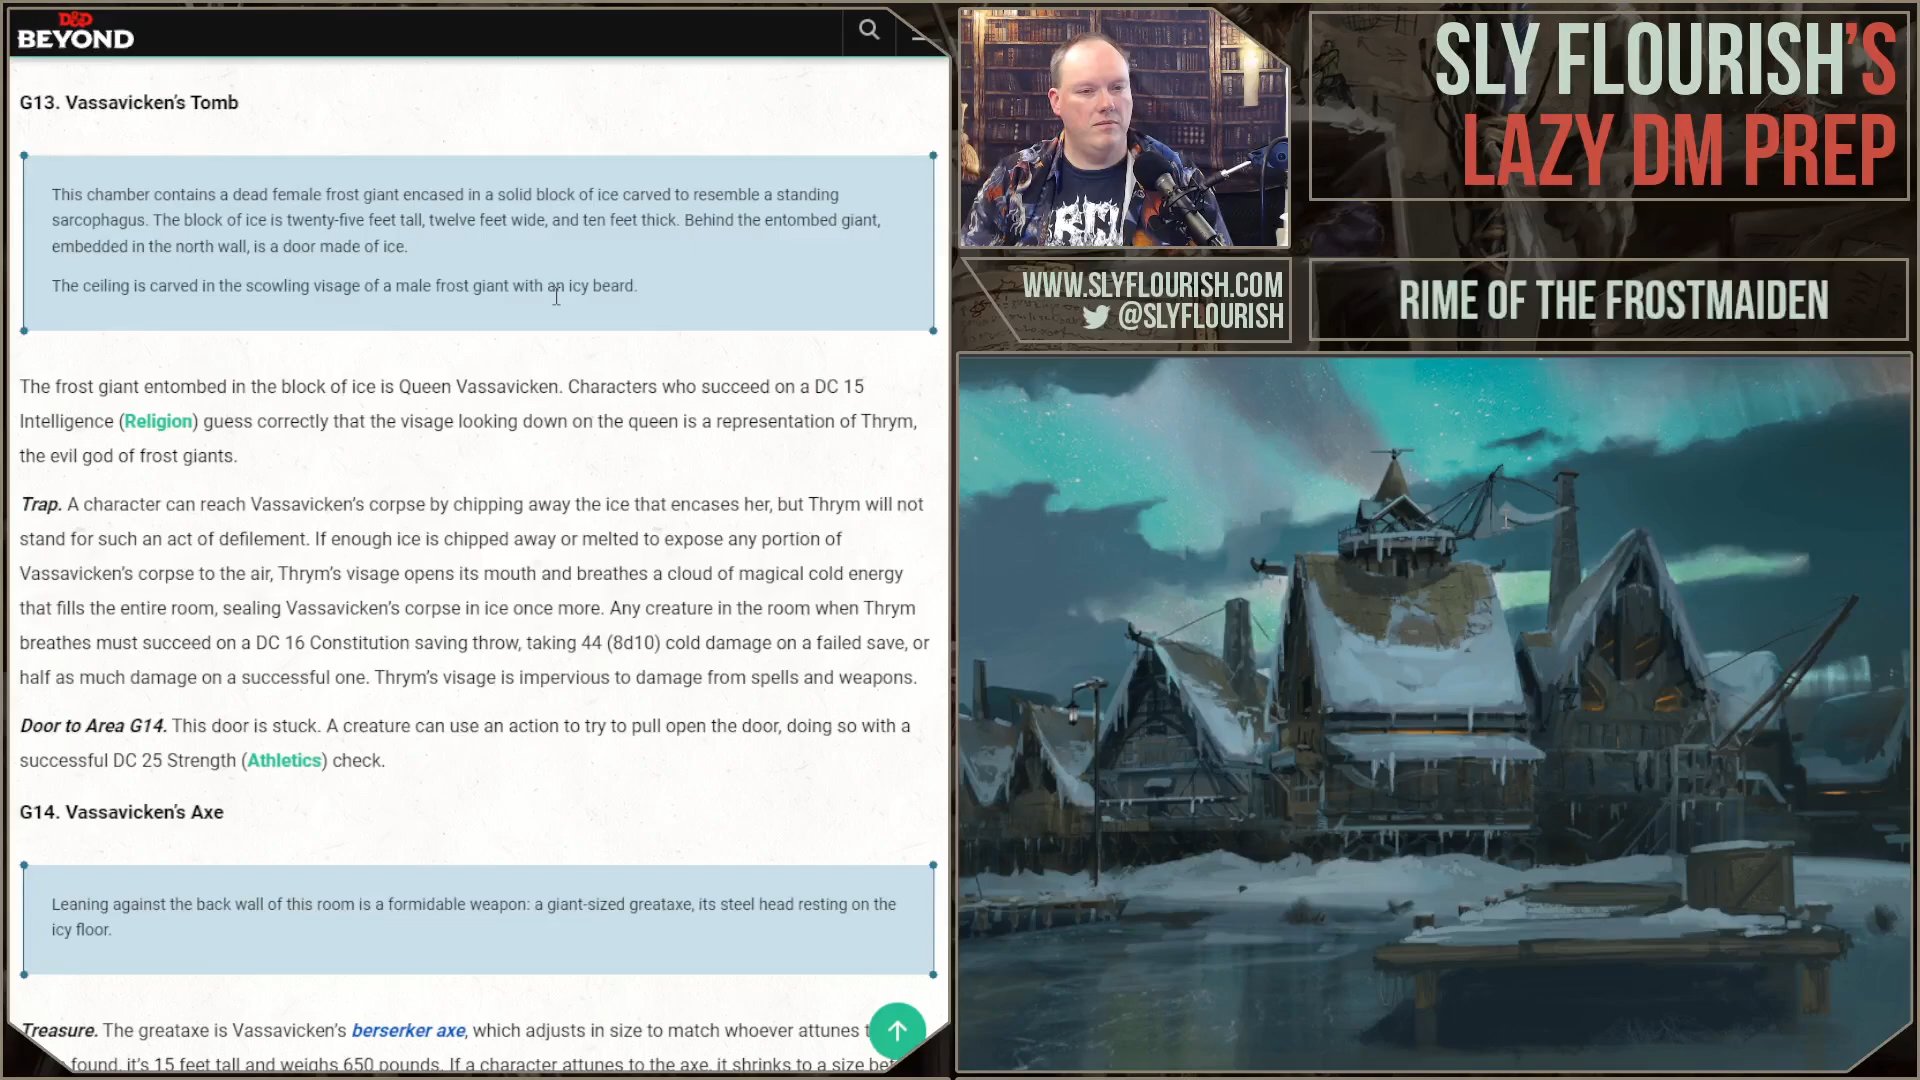 D&D
BEYOND
G13. Vassavicken's Tomb
This chamber contains a dead female frost giant encased in a solid block of ice carved to resemble a standing
sarcophagus. The block of ice is twenty-five feet tall, twelve feet wide, and ten feet thick. Behind the entombed giant,
embedded in the north wall, is a door made of ice.
The ceiling is carved in the scowling visage of a male frost giant with an icy beard.
The frost giant entombed in the block of ice is Queen Vassavicken. Characters who succeed on a DC 15
Intelligence (Religion) guess correctly that the visage looking down on the queen is a representation of Thrym,
the evil god of frost giants.
Trap. A character can reach Vassavicken's corpse by chipping away the ice that encases her, but Thrym will not
stand for such an act of defilement. If enough ice is chipped away or melted to expose any portion of
Vassavicken's corpse to the air, Thrym's visage opens its mouth and breathes a cloud of magical cold energy
that fills the entire room, sealing Vassavicken's corpse in ice once more. Any creature in the room when Thrym
breathes must succeed on a DC 16 Constitution saving throw, taking 44 (8d10) cold damage on a failed save, or
half as much damage on a successful one. Thrym's visage is impervious to damage from spells and weapons.
Door to Area G14. This door is stuck. A creature can use an action to try to pull open the door, doing so with a
successful DC 25 Strength (Athletics) check.
G14. Vassavicken's Axe
Leaning against the back wall of this room is a formidable weapon: a giant-sized greataxe, its steel head resting on the
icy floor.
Treasure. The greataxe is Vassavicken's berserker axe, which adjusts in size to match whoever attunes
found, it's 15 feet tall and weighs 650 pounds. If a character attunes to the axe, it shrinks to a size
SLY FLOURISH'S
LAZY DM PREP
WWW.SLYFLOURISH.COM
@SLYFLOURISH
RIME OF THE FROSTMAIDEN